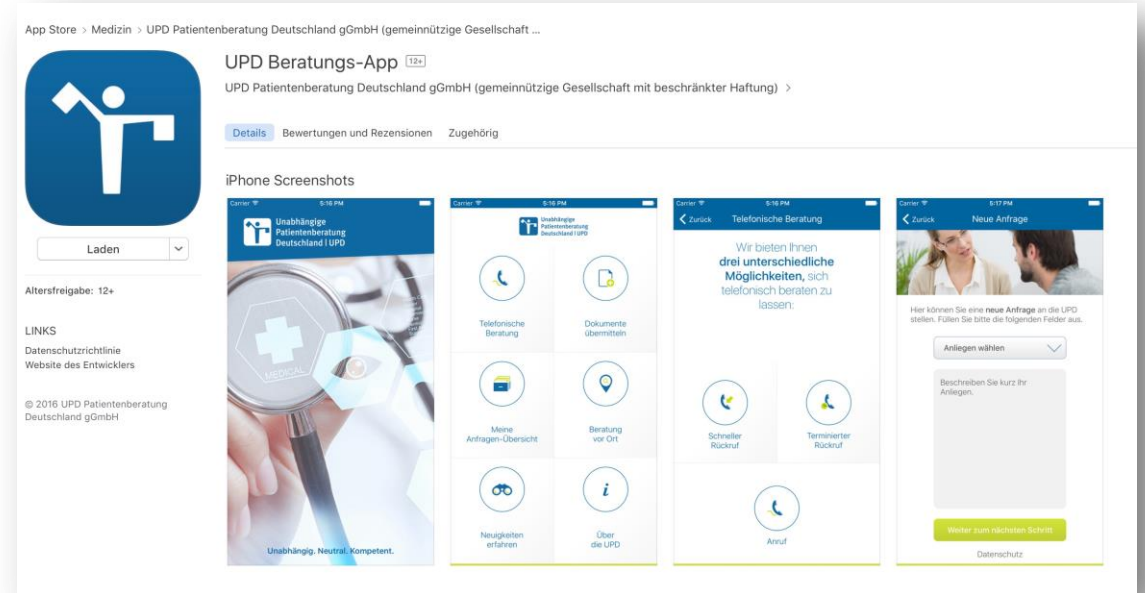 App Store > Medizin > UPD Patientenberatung Deutschland gGmbH (gemeinnützige Gesellschaft ...
UPD Beratungs-App 12+
UPD Patientenberatung Deutschland gGmbH (gemeinnützige Gesellschaft mit beschränkter Haftung) >
Details Bewertungen und Rezensionen Zugehörig
Laden
Altersfreigabe: 12+
LINKS
Datenschutzrichtlinie
Website des Entwicklers
© 2016 UPD Patientenberatung
Deutschland gGmbH
iPhone Screenshots
Carrier 5:16 PM
Unabhängige
Patientenberatung
Deutschland | UPD
MEDICAL
Unabhängig. Neutral. Kompetent.
Carrier 5:16 PM
Unabhängige
Patientenberatung
Deutschland | UPD
Telefonische
Beratung
Dokumente
übermitteln
Meine
Anfragen-Übersicht
Beratung
vor Ort
Neuigkeiten
erfahren
i
Über
die UPD
Carrier 5:16 PM
Zurück Telefonische Beratung
Wir bieten Ihnen
drei unterschiedliche
Möglichkeiten, sich
telefonisch beraten zu
lassen:
Schneller
Rückruf
Terminierter
Rückruf
Anruf
Carrier 5:17 PM
Zurück Neue Anfrage
Hier können Sie eine neue Anfrage an die UPD
stellen. Füllen Sie bitte die folgenden Felder aus.
Anliegen wählen
Beschreiben Sie kurz Ihr
Anliegen.
Weiter zum nächsten Schritt
Datenschutz